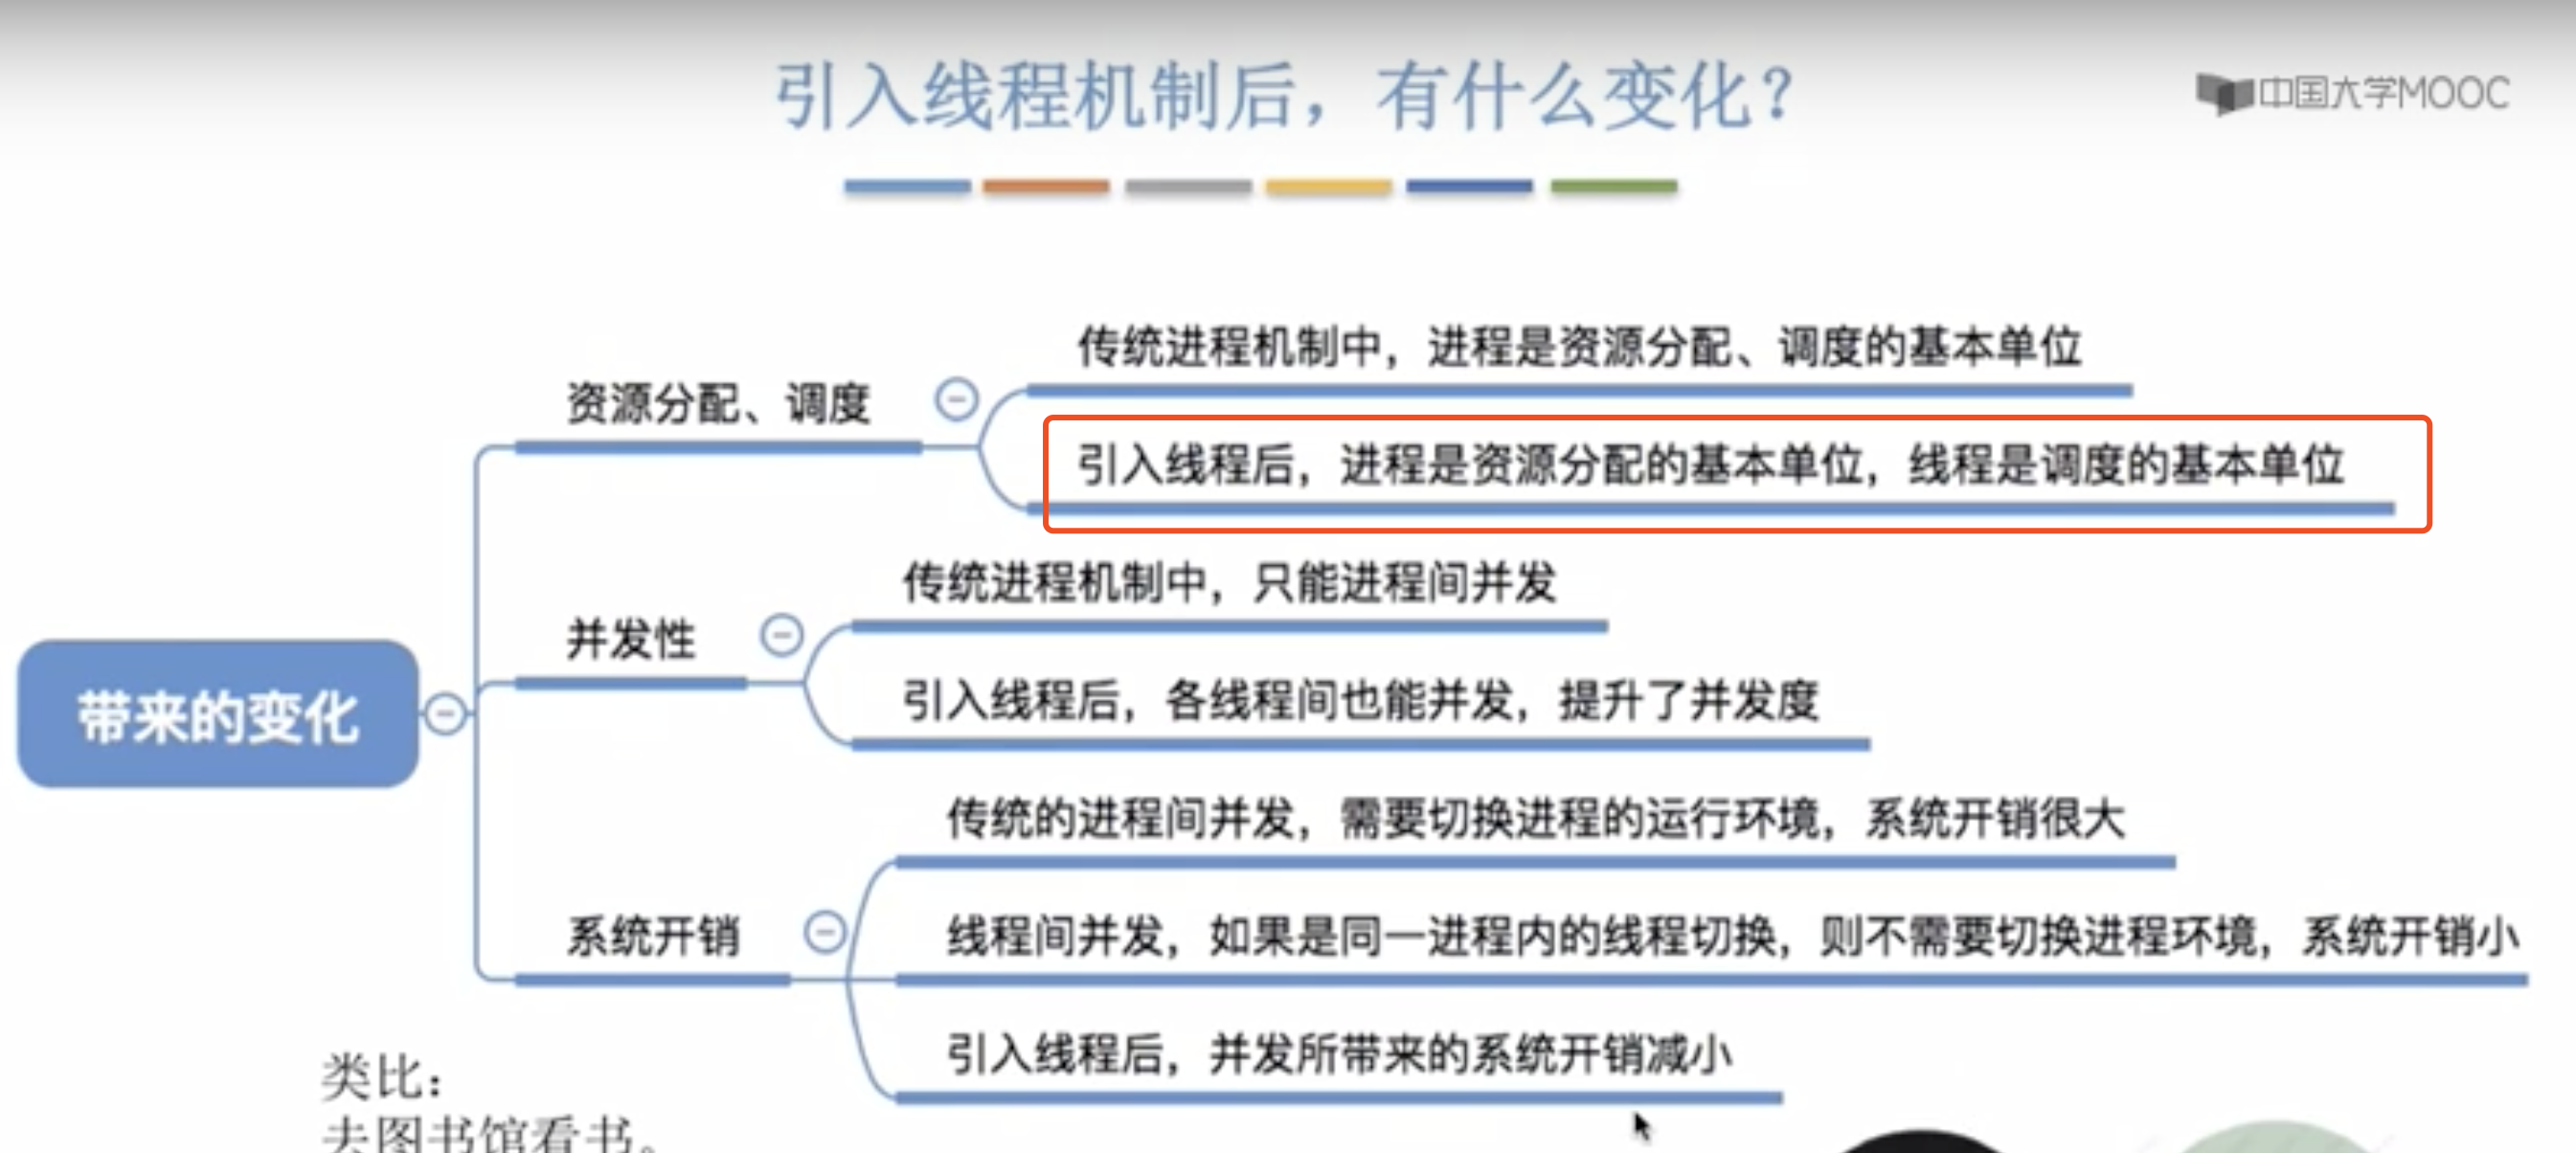 引入线程机制后，有什么变化？
中国大学MOOC
传统进程机制中，进程是资源分配、调度的基本单位
资源分配、调度
引入线程后，进程是资源分配的基本单位，线程是调度的基本单位
传统进程机制中，只能进程间并发
并发性
引入线程后，各线程间也能并发，提升了并发度
带来的变化
传统的进程间并发，需要切换进程的运行环境，系统开销很大
系统开销
线程间并发，如果是同一进程内的线程切换，则不需要切换进程环境，系统开销小
引入线程后，并发所带来的系统开销减小
类比：
去图书馆看书。